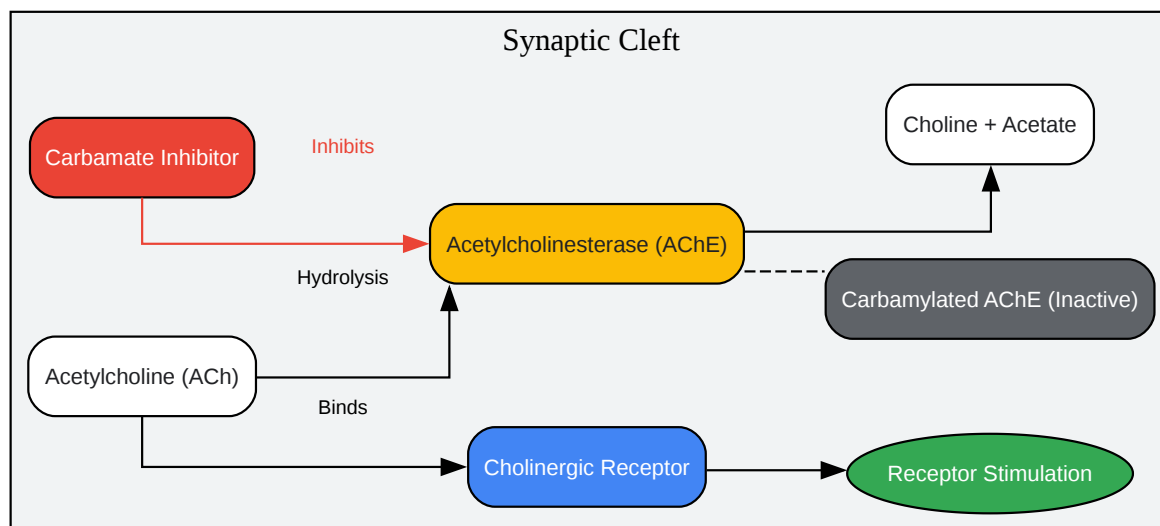 Synaptic Cleft
Choline + Acetate
Carbamate Inhibitor
Inhibits
Acetylcholinesterase (AChE)
Hydrolysis
Carbamylated AChE (Inactive)
Acetylcholine (ACh)
Binds
Cholinergic Receptor
Receptor Stimulation